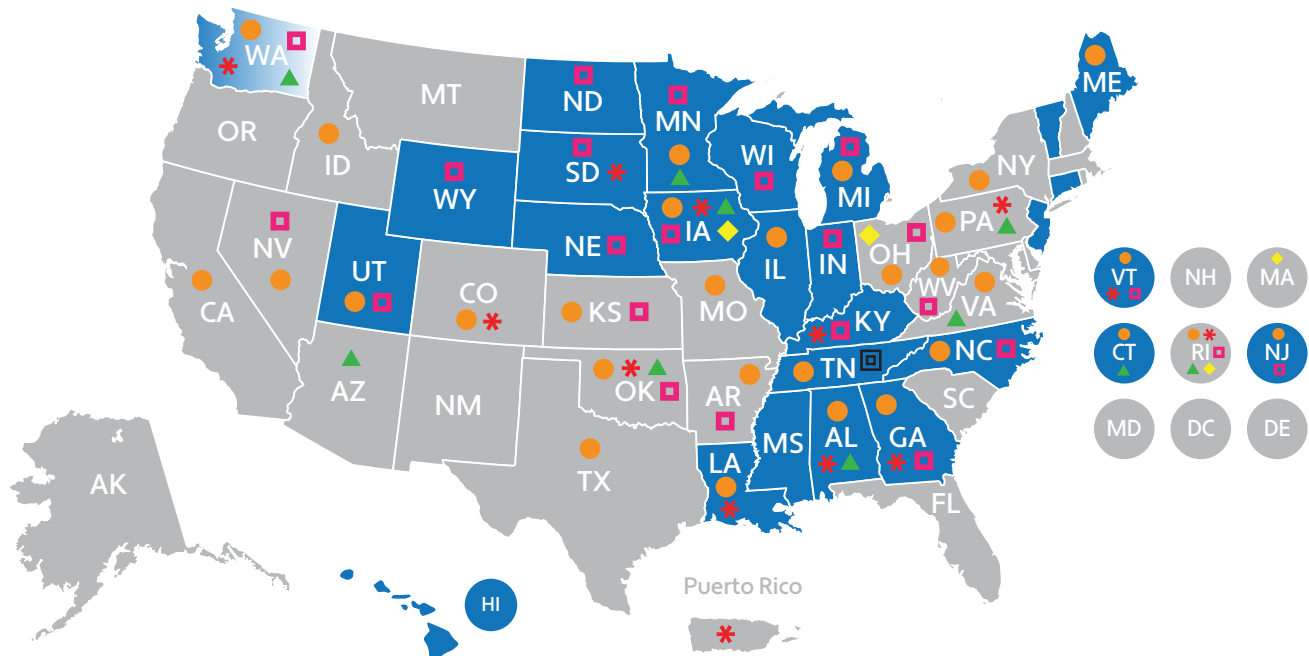 WA
ME
MT
ND
MN
OR
ID
SD
WI
NY
MI
WY
IA
PA
NE
NV
OH
IL
IN
UT
VT
NH
MA
WV
CO
VA
CA
KS
MO
KY
NC
CT
RI
NJ
TN
OK
AR
AZ
NM
SC
MS
AL
GA
MD
DC
DE
LA
TX
AK
FL
Puerto Rico
HI